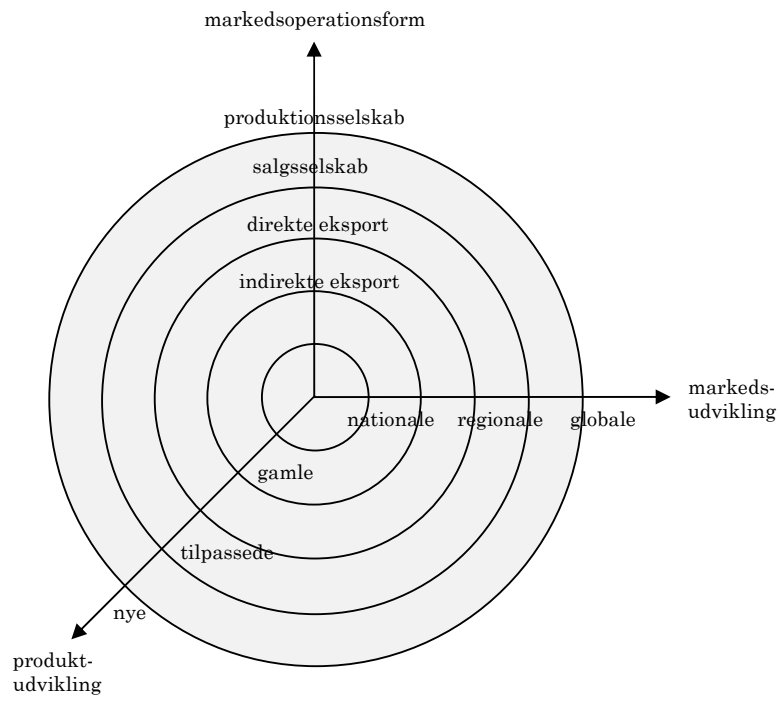 markedsoperationsform
produktionsselskab
salgsselskab
direkte eksport
indirekte eksport
markeds-
udvikling
nationale
regionale
globale
gamle
tilpassede
nye
produkt-
udvikling